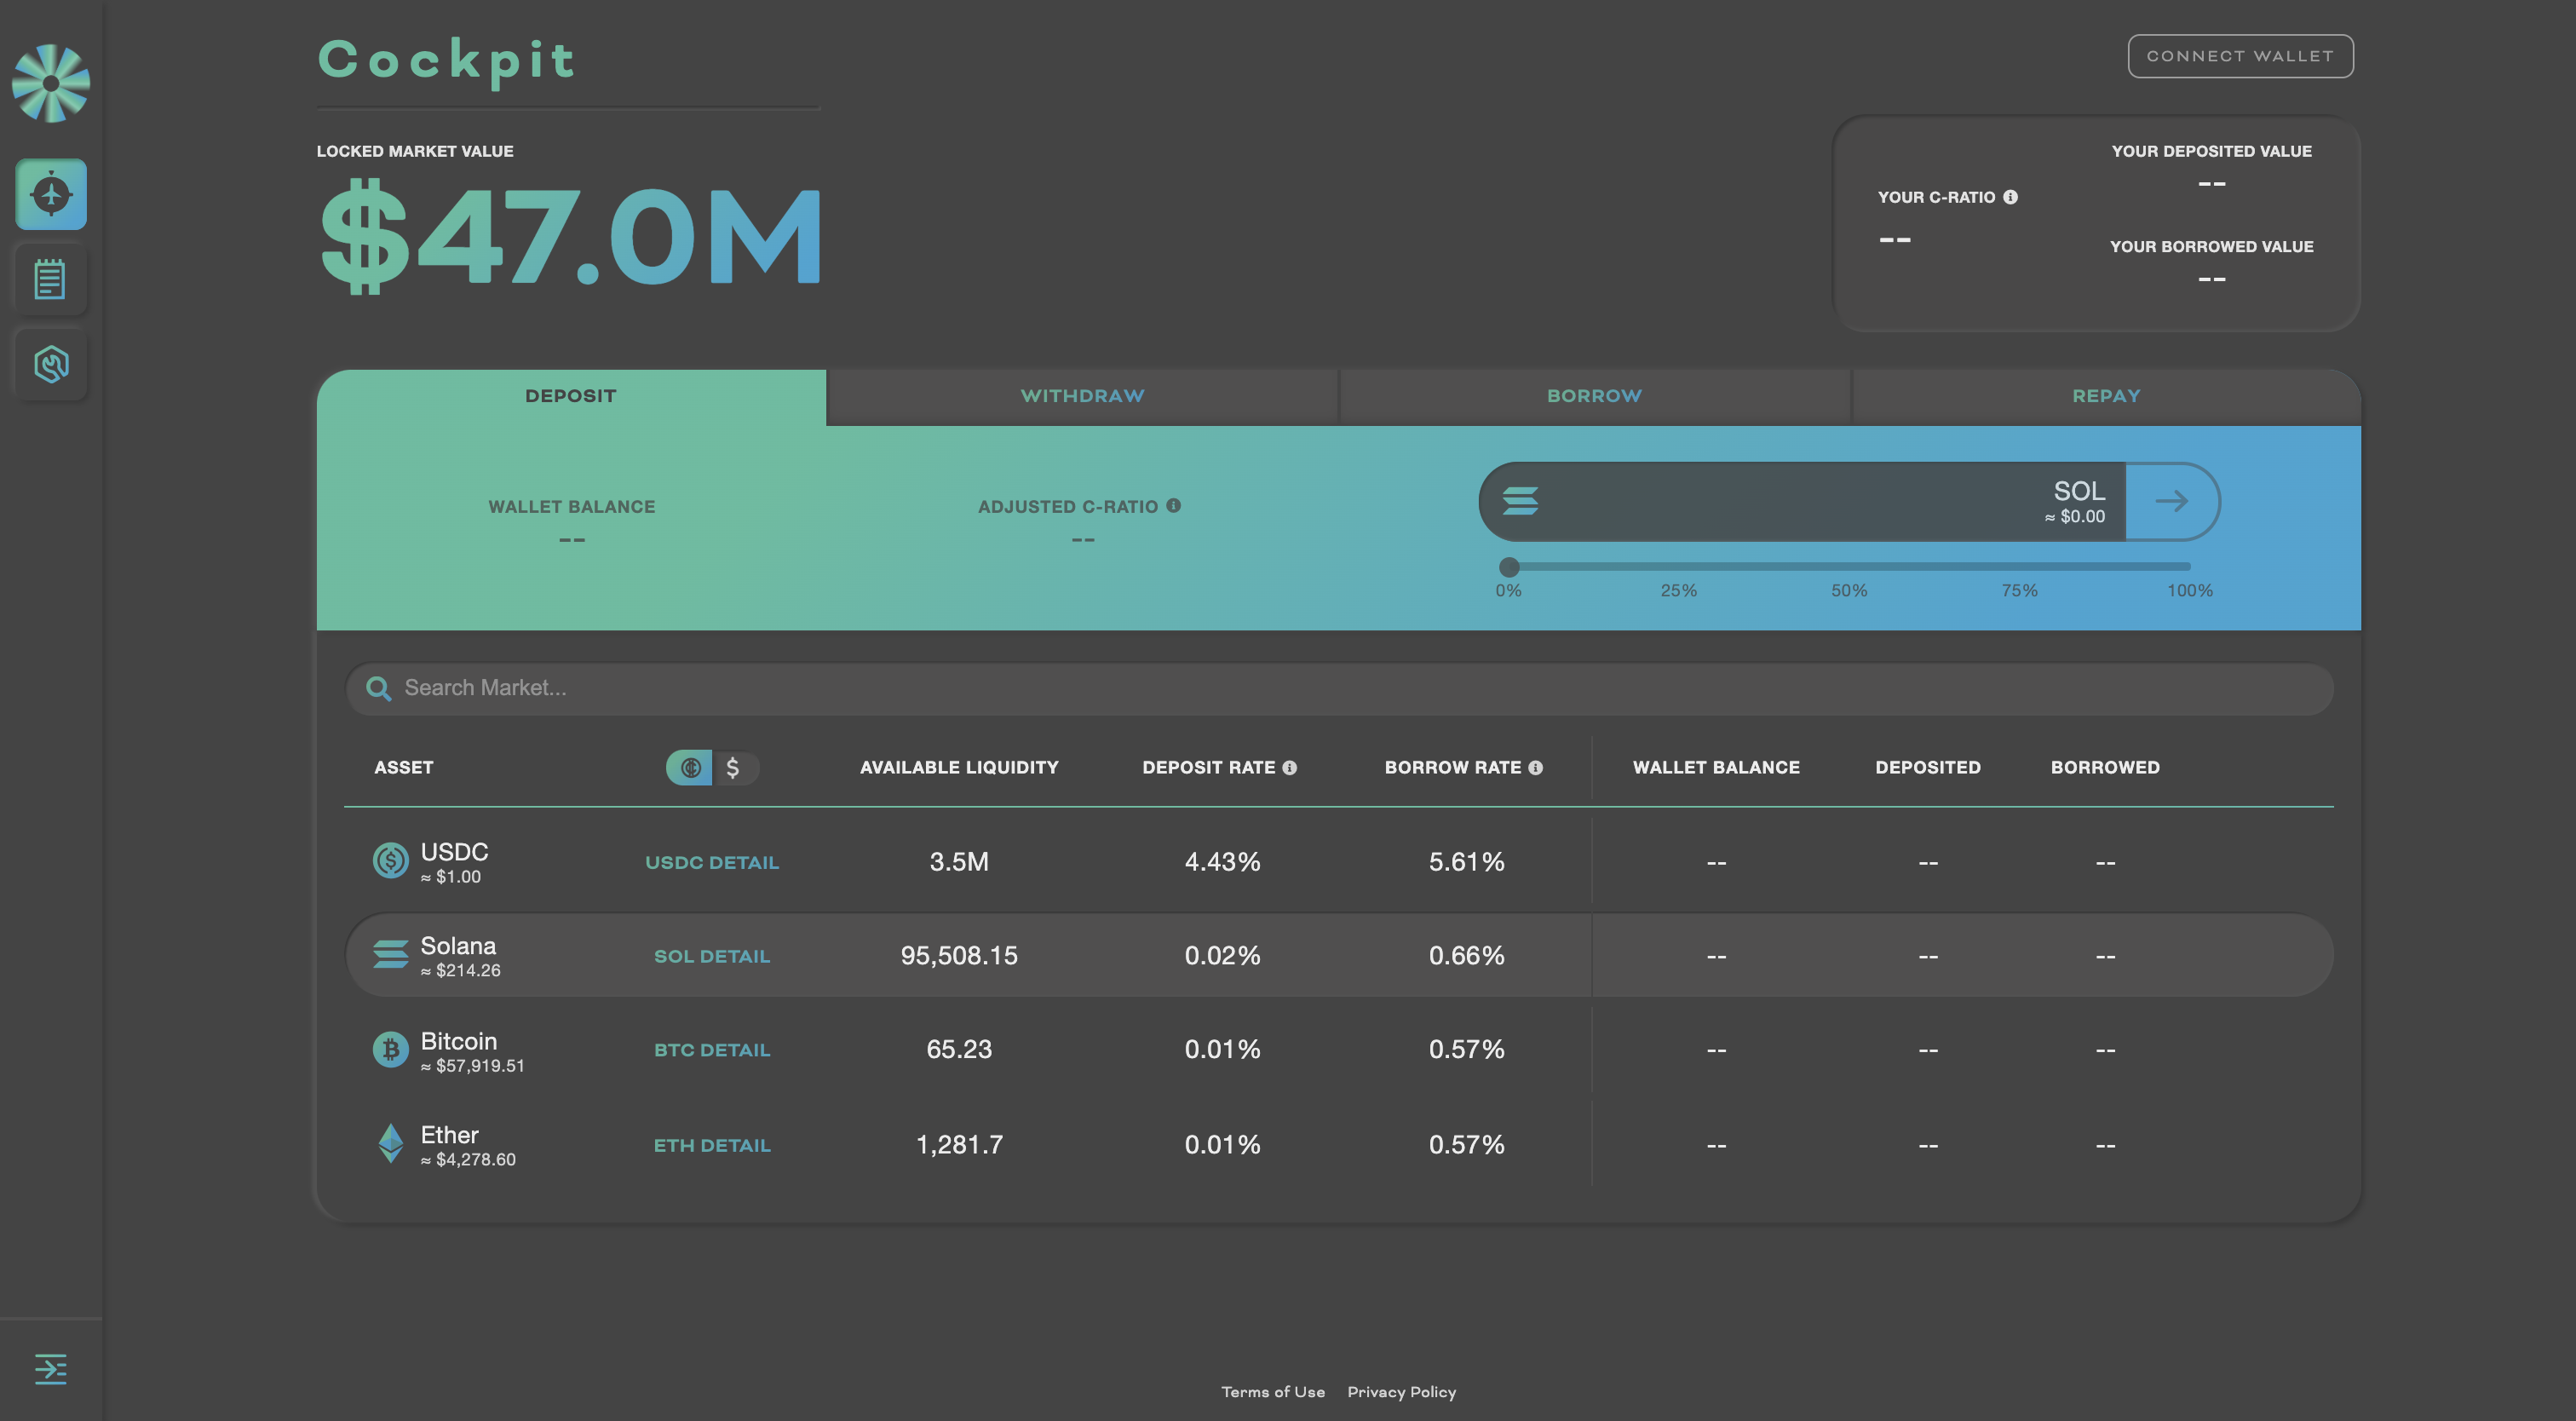 Cockpit
CONNECT WALLET
LOCKED MARKET VALUE
$47.0M
YOUR C-RATIO
--
YOUR DEPOSITED VALUE
--
YOUR BORROWED VALUE
--
DEPOSIT WITHDRAW BORROW REPAY
WALLET BALANCE
--
ADJUSTED C-RATIO
--
SOL
≈ $0.00
0% 25% 50% 75% 100%
Search Market...
ASSET $ AVAILABLE LIQUIDITY DEPOSIT RATE BORROW RATE WALLET BALANCE DEPOSITED BORROWED
USDC
≈ $1.00
USDC DETAIL 3.5M 4.43% 5.61% -- -- --
Solana
≈ $214.26
SOL DETAIL 95,508.15 0.02% 0.66% -- -- --
Bitcoin
≈ $57,919.51
BTC DETAIL 65.23 0.01% 0.57% -- -- --
Ether
≈ $4,278.60
ETH DETAIL 1,281.7 0.01% 0.57% -- -- --
Terms of Use Privacy Policy